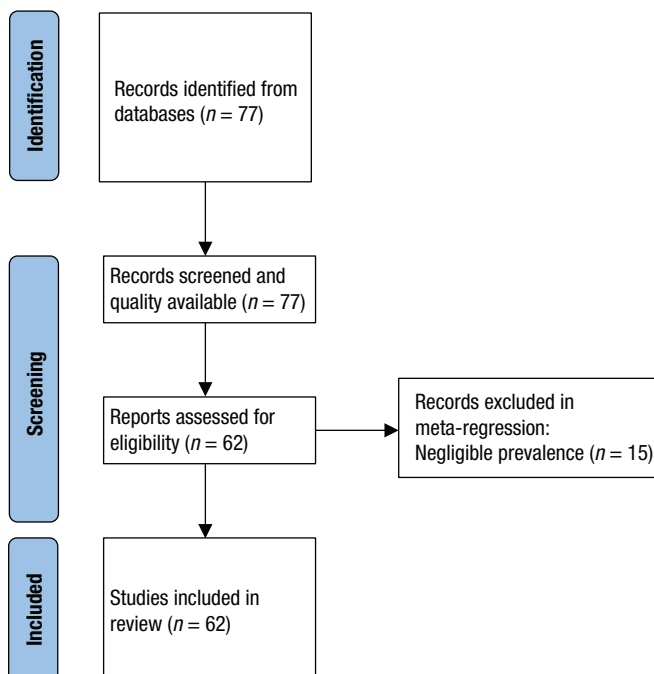 Identification
Records identified from
databases (n = 77)
Screening
Records screened and
quality available (n = 77)
Reports assessed for
eligibility (n = 62)
Records excluded in
meta-regression:
Negligible prevalence (n = 15)
Included
Studies included in
review (n = 62)